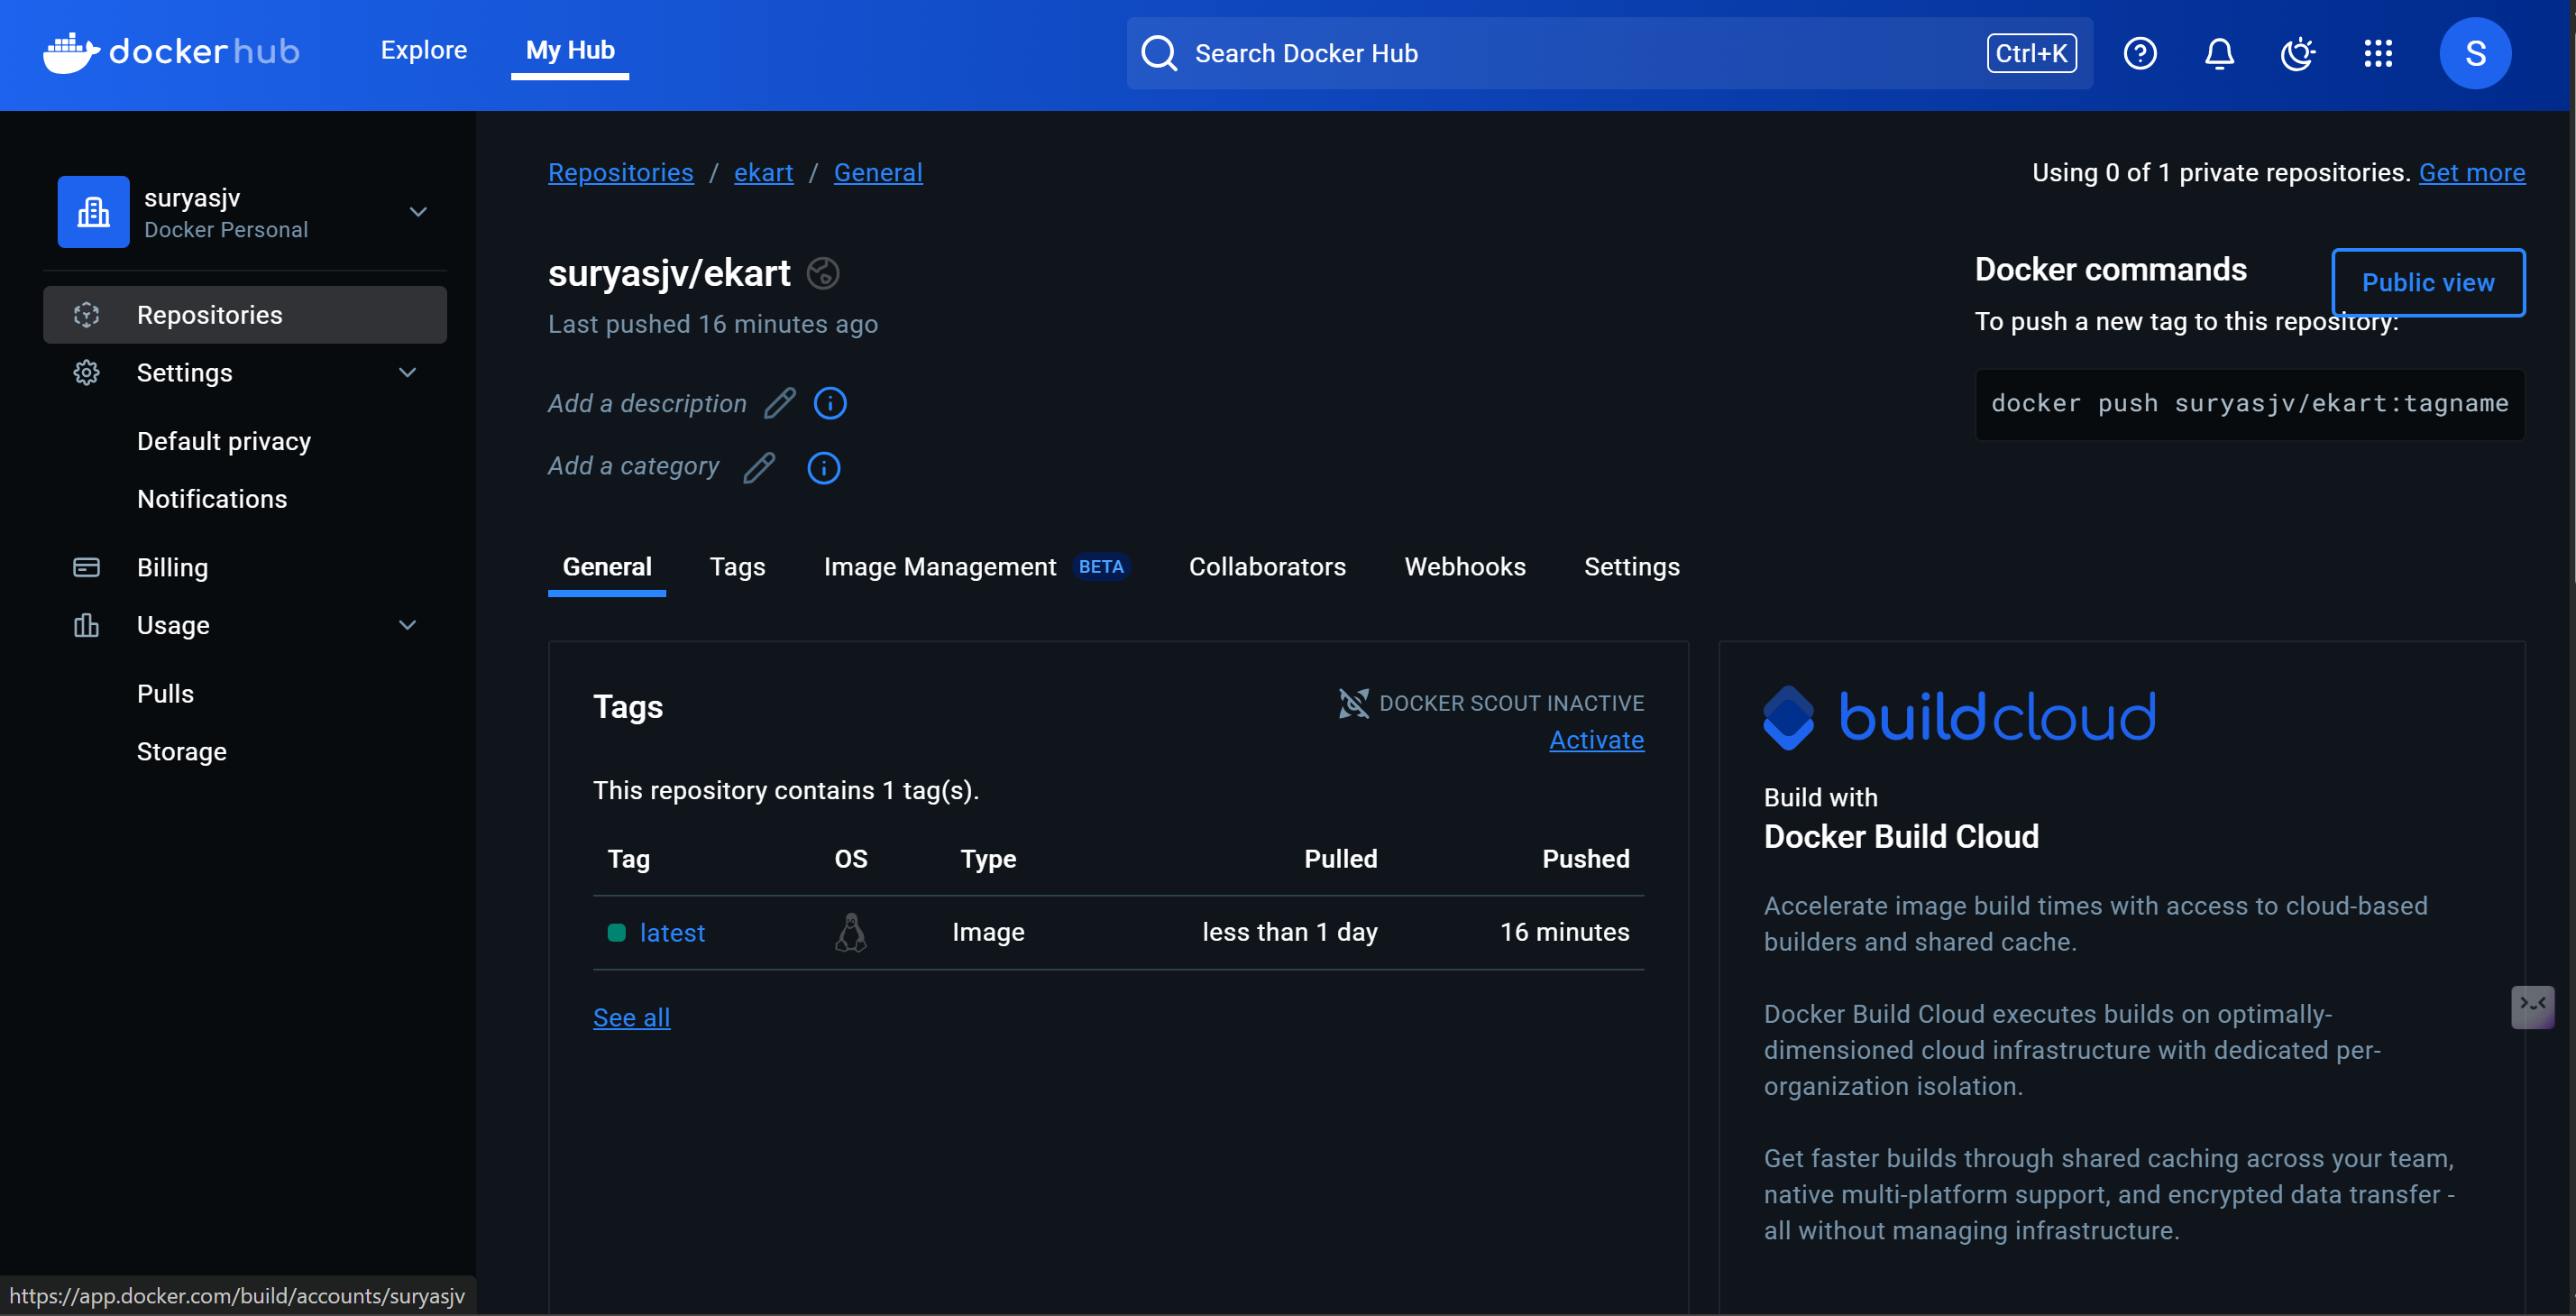 dockerhub
Explore
My Hub
Search Docker Hub
Ctrl+K
S
suryasjv
Docker Personal
Repositories
Settings
Default privacy
Notifications
Billing
Usage
Pulls
Storage
Repositories / ekart / General
Using 0 of 1 private repositories. Get more
suryasjv/ekart
Last pushed 16 minutes ago
Add a description
Add a category
Docker commands
Public view
To push a new tag to this repository:
docker push suryasjv/ekart:tagname
General
Tags
Image Management BETA
Collaborators
Webhooks
Settings
Tags
DOCKER SCOUT INACTIVE
Activate
This repository contains 1 tag(s).
Tag OS Type Pulled Pushed
latest Image less than 1 day 16 minutes
See all
buildcloud
Build with
Docker Build Cloud
Accelerate image build times with access to cloud-based
builders and shared cache.
Docker Build Cloud executes builds on optimally-
dimensioned cloud infrastructure with dedicated per-
organization isolation.
Get faster builds through shared caching across your team,
native multi-platform support, and encrypted data transfer -
all without managing infrastructure.
https://app.docker.com/build/accounts/suryasjv